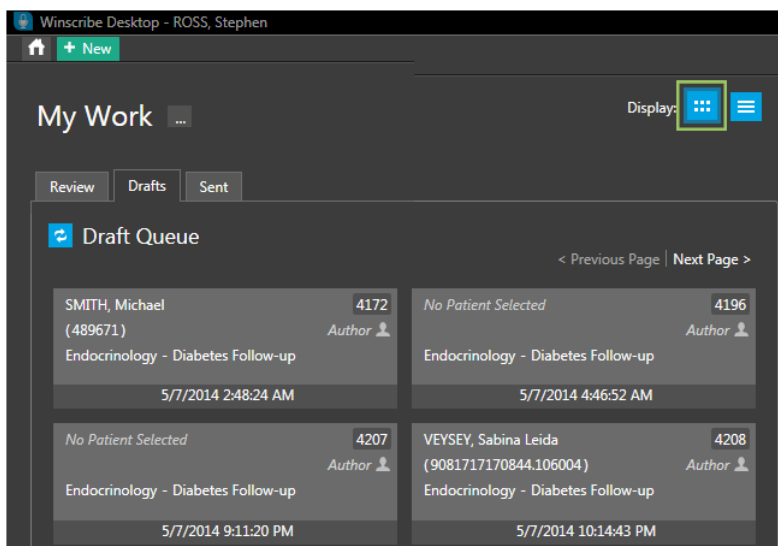 Winscribe Desktop - ROSS, Stephen
+ New
My Work ...
Display:
Review Drafts Sent
Draft Queue
< Previous Page | Next Page >
SMITH, Michael 4172
(489671) Author
Endocrinology - Diabetes Follow-up
5/7/2014 2:48:24 AM
No Patient Selected 4196
Author
Endocrinology - Diabetes Follow-up
5/7/2014 4:46:52 AM
No Patient Selected 4207
Author
Endocrinology - Diabetes Follow-up
5/7/2014 9:11:20 PM
VEYSEY, Sabina Leida 4208
(9081717170844.106004) Author
Endocrinology - Diabetes Follow-up
5/7/2014 10:14:43 PM